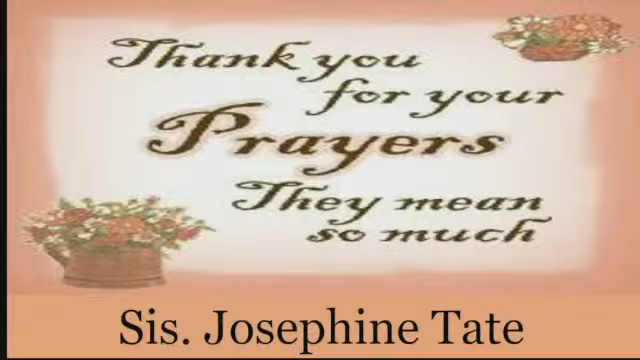 Thank you
for your
Prayers
They mean
so much
Sis. Josephine Tate